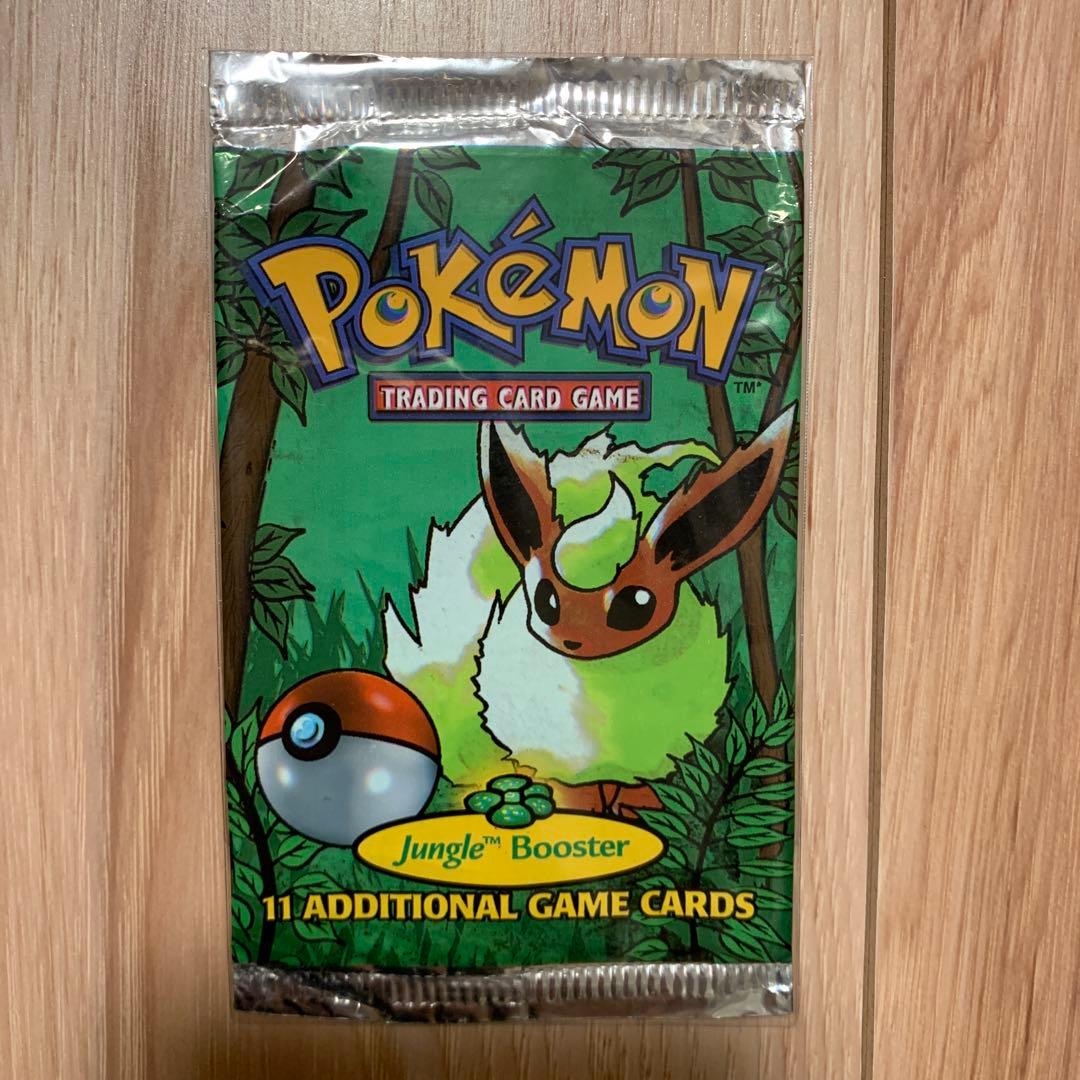 POKéMON
TM*
TRADING CARD GAME
Jungle™ Booster
11 ADDITIONAL GAME CARDS